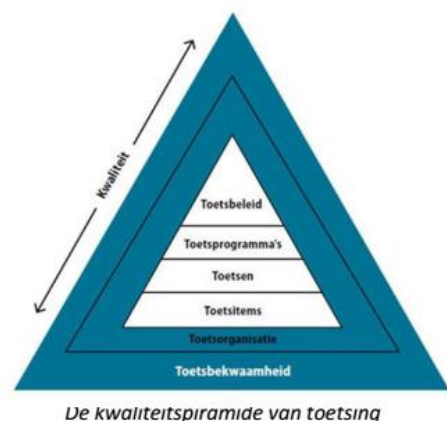 Kwaliteit
Toetsbeleid
Toetsprogramma's
Toetsen
Toetsitems
Toetsorganisatie
Toetsbekwaamheid
De kwaliteitspiramide van toetsing